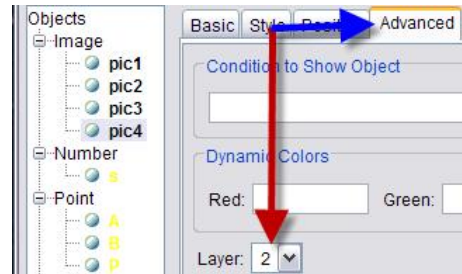 Objects
Image
pic1
pic2
pic3
pic4
Number
s
Point
A
B
P
Basic Style Position Advanced
Condition to Show Object
Dynamic Colors
Red: Green:
Layer: 2